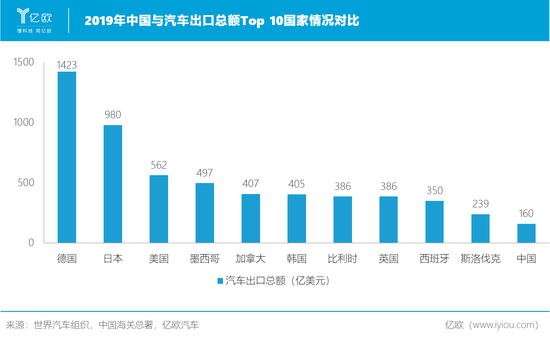 亿欧
懂科技 用亿欧
2019年中国与汽车出口总额Top 10国家情况对比
1500
1000
500
0
1423
980
562
497
407
405
386
386
350
239
160
德国
日本
美国
墨西哥
加拿大
韩国
比利时
英国
西班牙
斯洛伐克
中国
汽车出口总额（亿美元）
来源：世界汽车组织，中国海关总署，亿欧汽车
亿欧（www.iyiou.com）